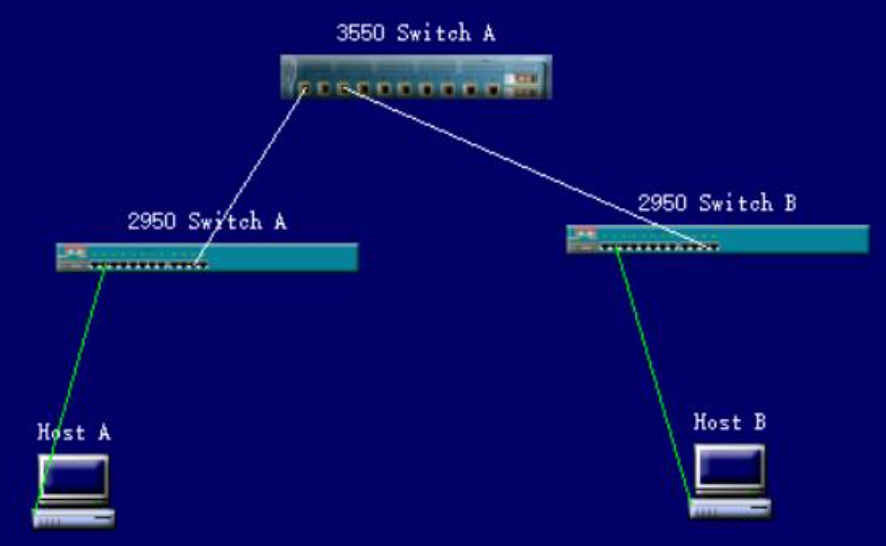 3550 Switch A
2950 Switch A
2950 Switch B
Host A
Host B